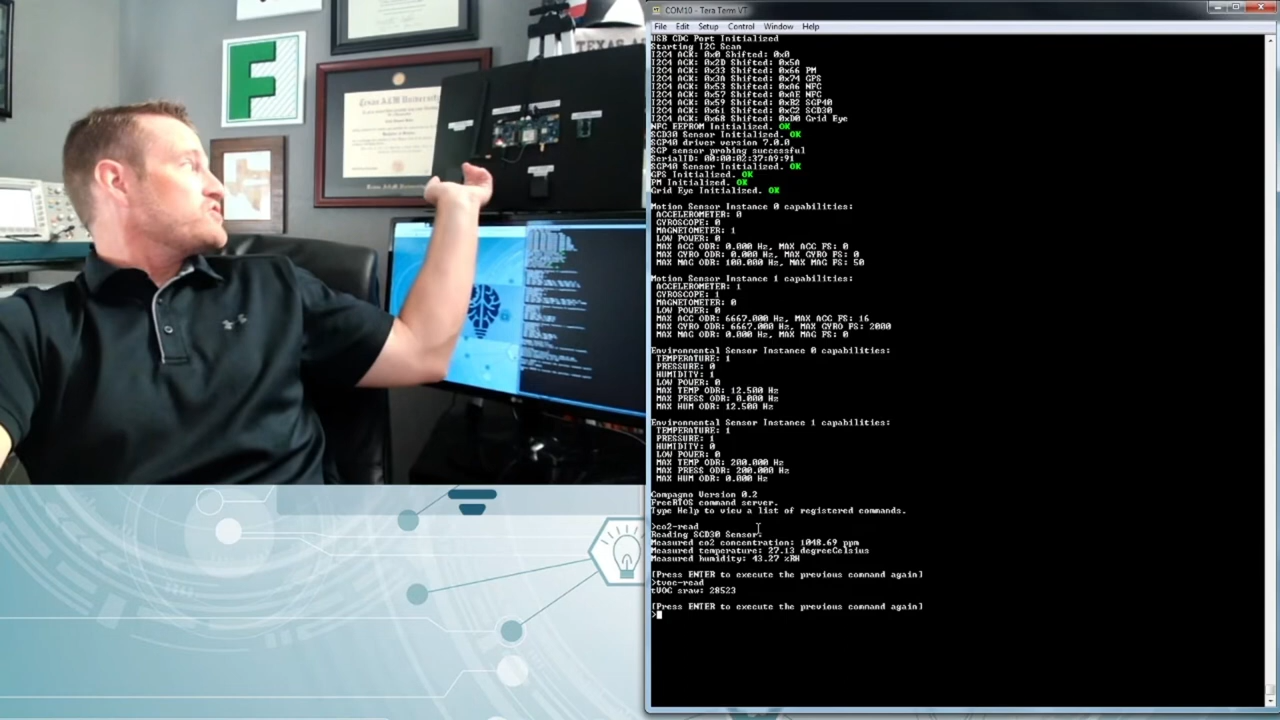 COM10 - Tera Term VT
File Edit Setup Control Window Help
USB CDC Port Initialized
Starting I2C Scan
I2C4 ACK: 0x0 Shifted: 0x0
I2C4 ACK: 0x2D Shifted: 0x5A
I2C4 ACK: 0x33 Shifted: 0x66 PM
I2C4 ACK: 0x3A Shifted: 0x74 GPS
I2C4 ACK: 0x53 Shifted: 0xA6 NFC
I2C4 ACK: 0x57 Shifted: 0xAE NFC
I2C4 ACK: 0x59 Shifted: 0xB2 SGP40
I2C4 ACK: 0x61 Shifted: 0xC2 SCD30
I2C4 ACK: 0x68 Shifted: 0xD0 Grid Eye
NFC EEPROM Initialized. OK
SCD30 Sensor Initialized. OK
SGP40 driver version 7.0.0
SGP sensor probing successful
SerialID: 00:00:02:37:A9:91
SGP40 Sensor Initialized. OK
GPS Initialized. OK
PM Initialized. OK
Grid Eye Initialized. OK
Motion Sensor Instance 0 capabilities:
ACCELEROMETER: 0
GYROSCOPE: 0
MAGNETOMETER: 1
LOW POWER: 0
MAX ACC ODR: 0.000 Hz, MAX ACC FS: 0
MAX GYRO ODR: 0.000 Hz, MAX GYRO FS: 0
MAX MAG ODR: 100.000 Hz, MAX MAG FS: 50
Motion Sensor Instance 1 capabilities:
ACCELEROMETER: 1
GYROSCOPE: 1
MAGNETOMETER: 0
LOW POWER: 0
MAX ACC ODR: 6667.000 Hz, MAX ACC FS: 16
MAX GYRO ODR: 6667.000 Hz, MAX GYRO FS: 2000
MAX MAG ODR: 0.000 Hz, MAX MAG FS: 0
Environmental Sensor Instance 0 capabilities:
TEMPERATURE: 1
PRESSURE: 0
HUMIDITY: 1
LOW POWER: 0
MAX TEMP ODR: 12.500 Hz
MAX PRESS ODR: 0.000 Hz
MAX HUM ODR: 12.500 Hz
Environmental Sensor Instance 1 capabilities:
TEMPERATURE: 1
PRESSURE: 1
HUMIDITY: 0
LOW POWER: 0
MAX TEMP ODR: 200.000 Hz
MAX PRESS ODR: 200.000 Hz
MAX HUM ODR: 0.000 Hz
Compagno Version 0.2
FreeRTOS command server.
Type Help to view a list of registered commands.
>co2-read
Reading SCD30 Sensor:
Measured co2 concentration: 1048.69 ppm
Measured temperature: 27.13 degreeCelsius
Measured humidity: 43.27 %RH
[Press ENTER to execute the previous command again]
>tvoc-read
tVOC sraw: 28523
[Press ENTER to execute the previous command again]
>
F
TEXAS A
Texas A&M University